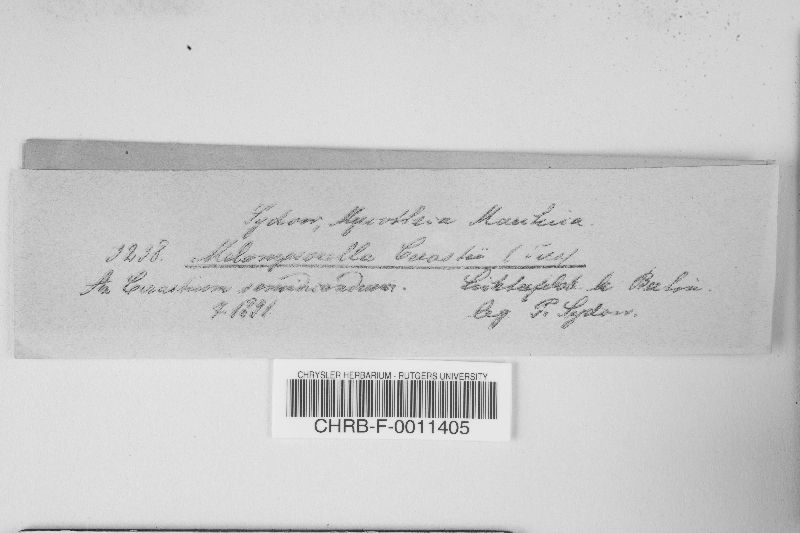 Sydow, Mycotheca Marchica.
3238. Melampsorella Cerastii (Pers)
An Cerastium semidecandrum. Lichterfelde b. Berlin.
7. 1891. leg. P. Sydow.
CHRYSLER HERBARIUM - RUTGERS UNIVERSITY
CHRB-F-0011405